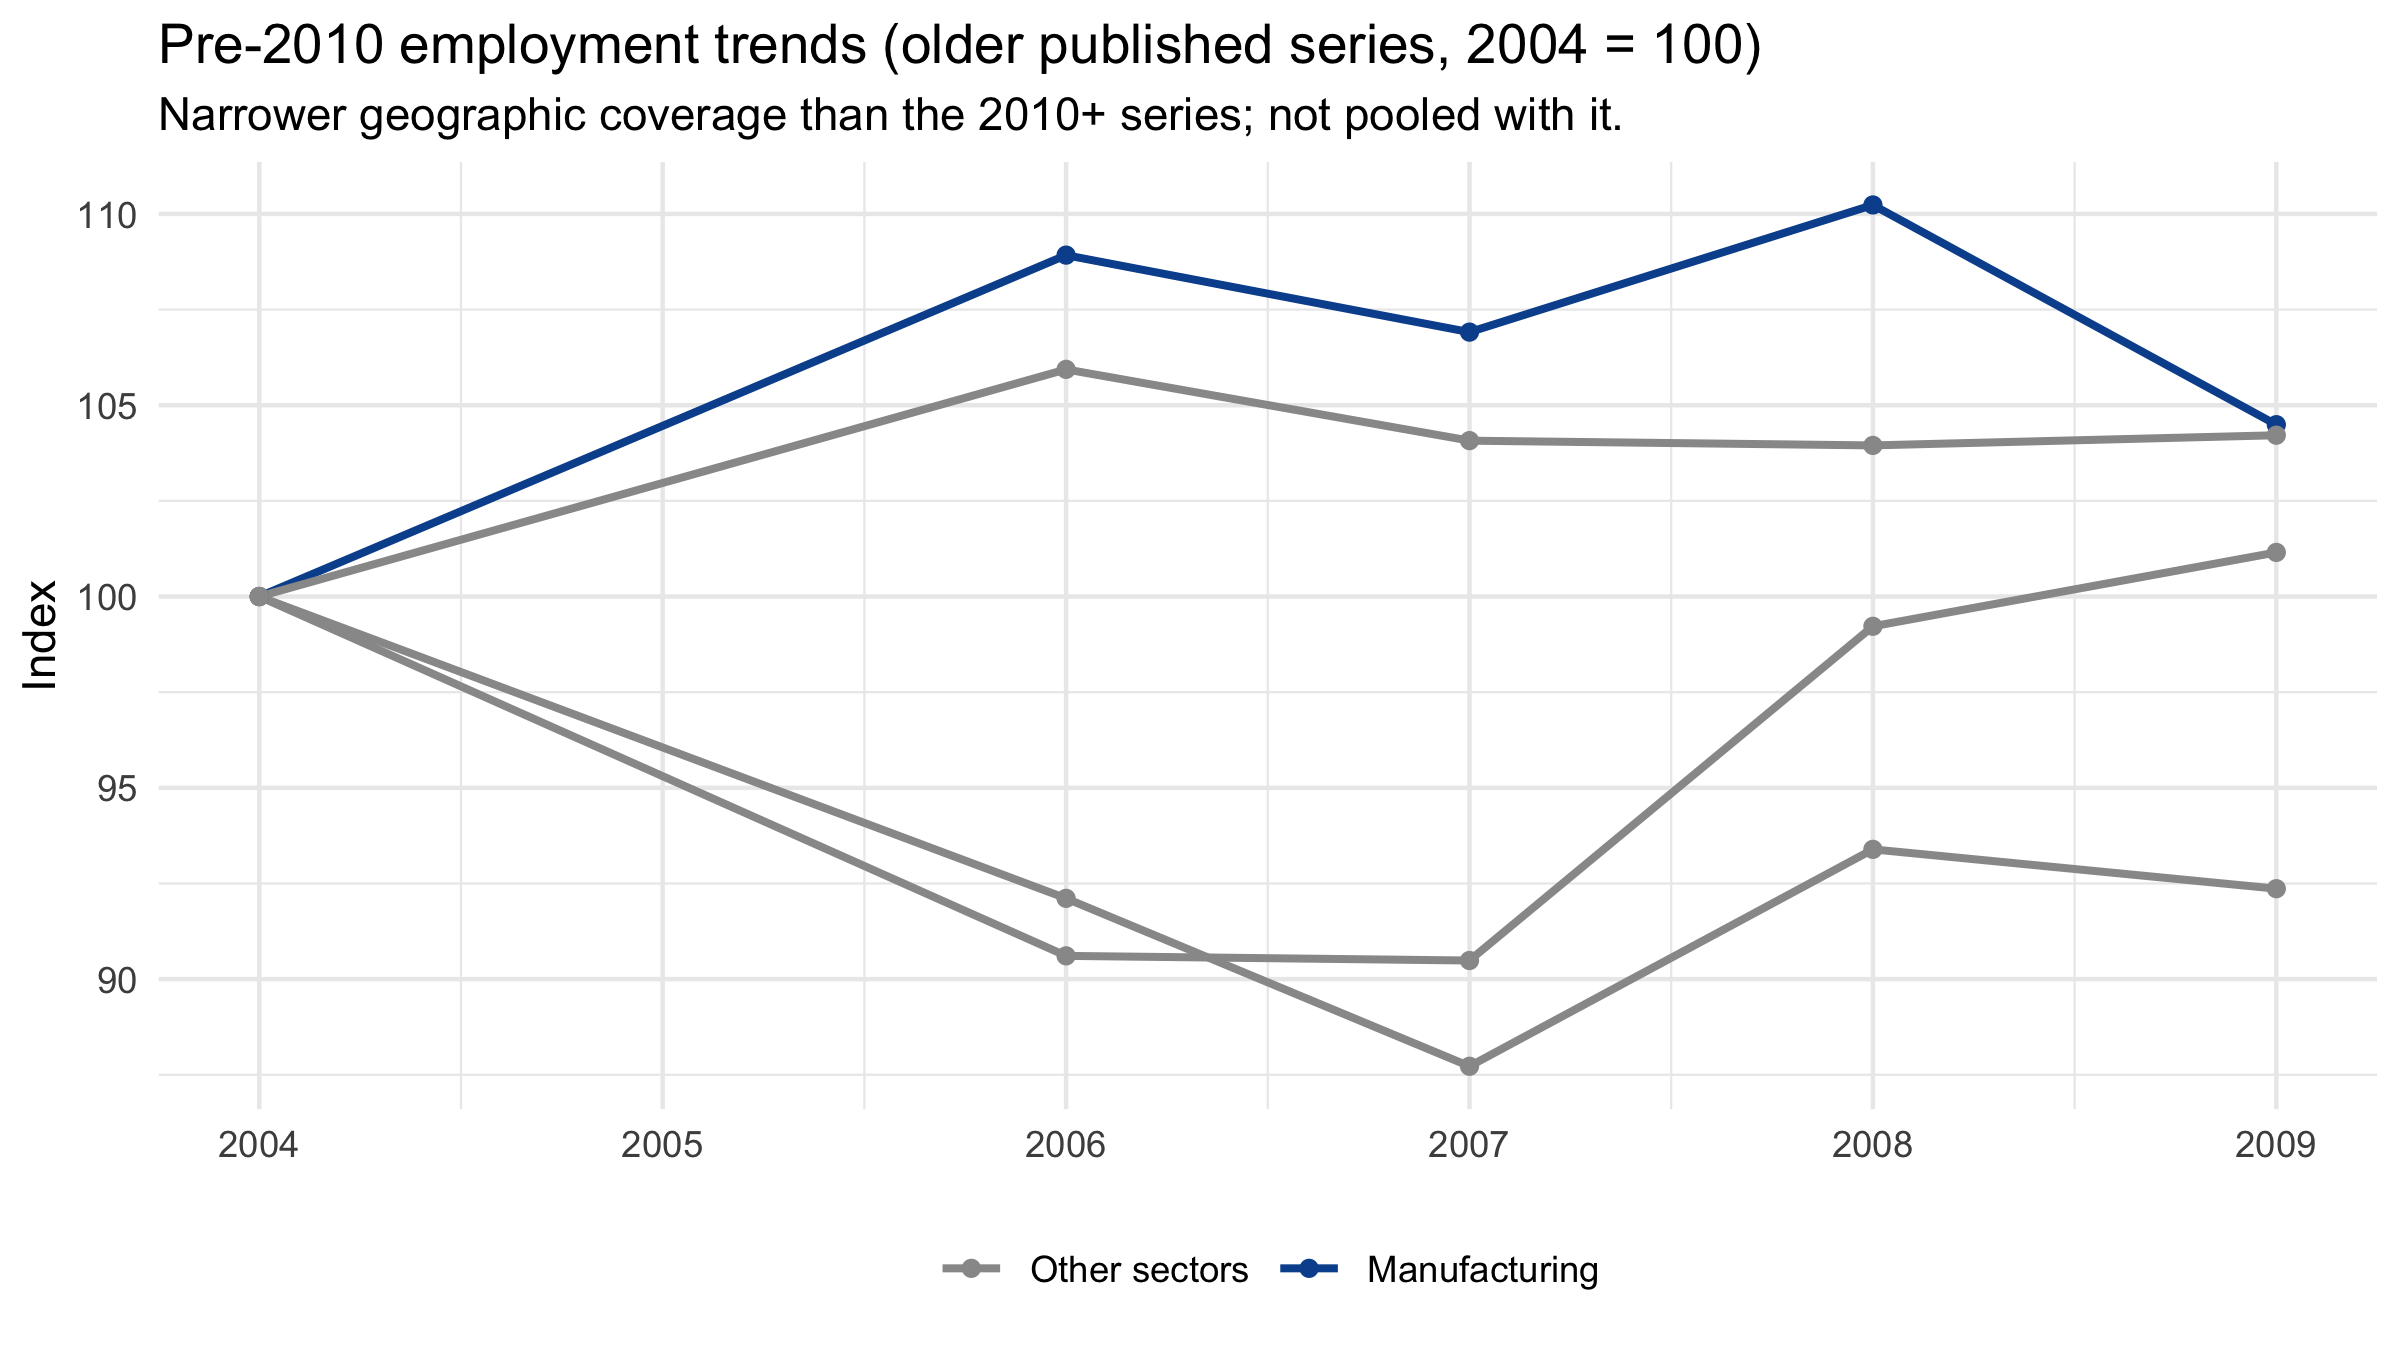 Pre-2010 employment trends (older published series, 2004 = 100)
Narrower geographic coverage than the 2010+ series; not pooled with it.
Index
110
105
100
95
90
2004 2005 2006 2007 2008 2009
Other sectors Manufacturing